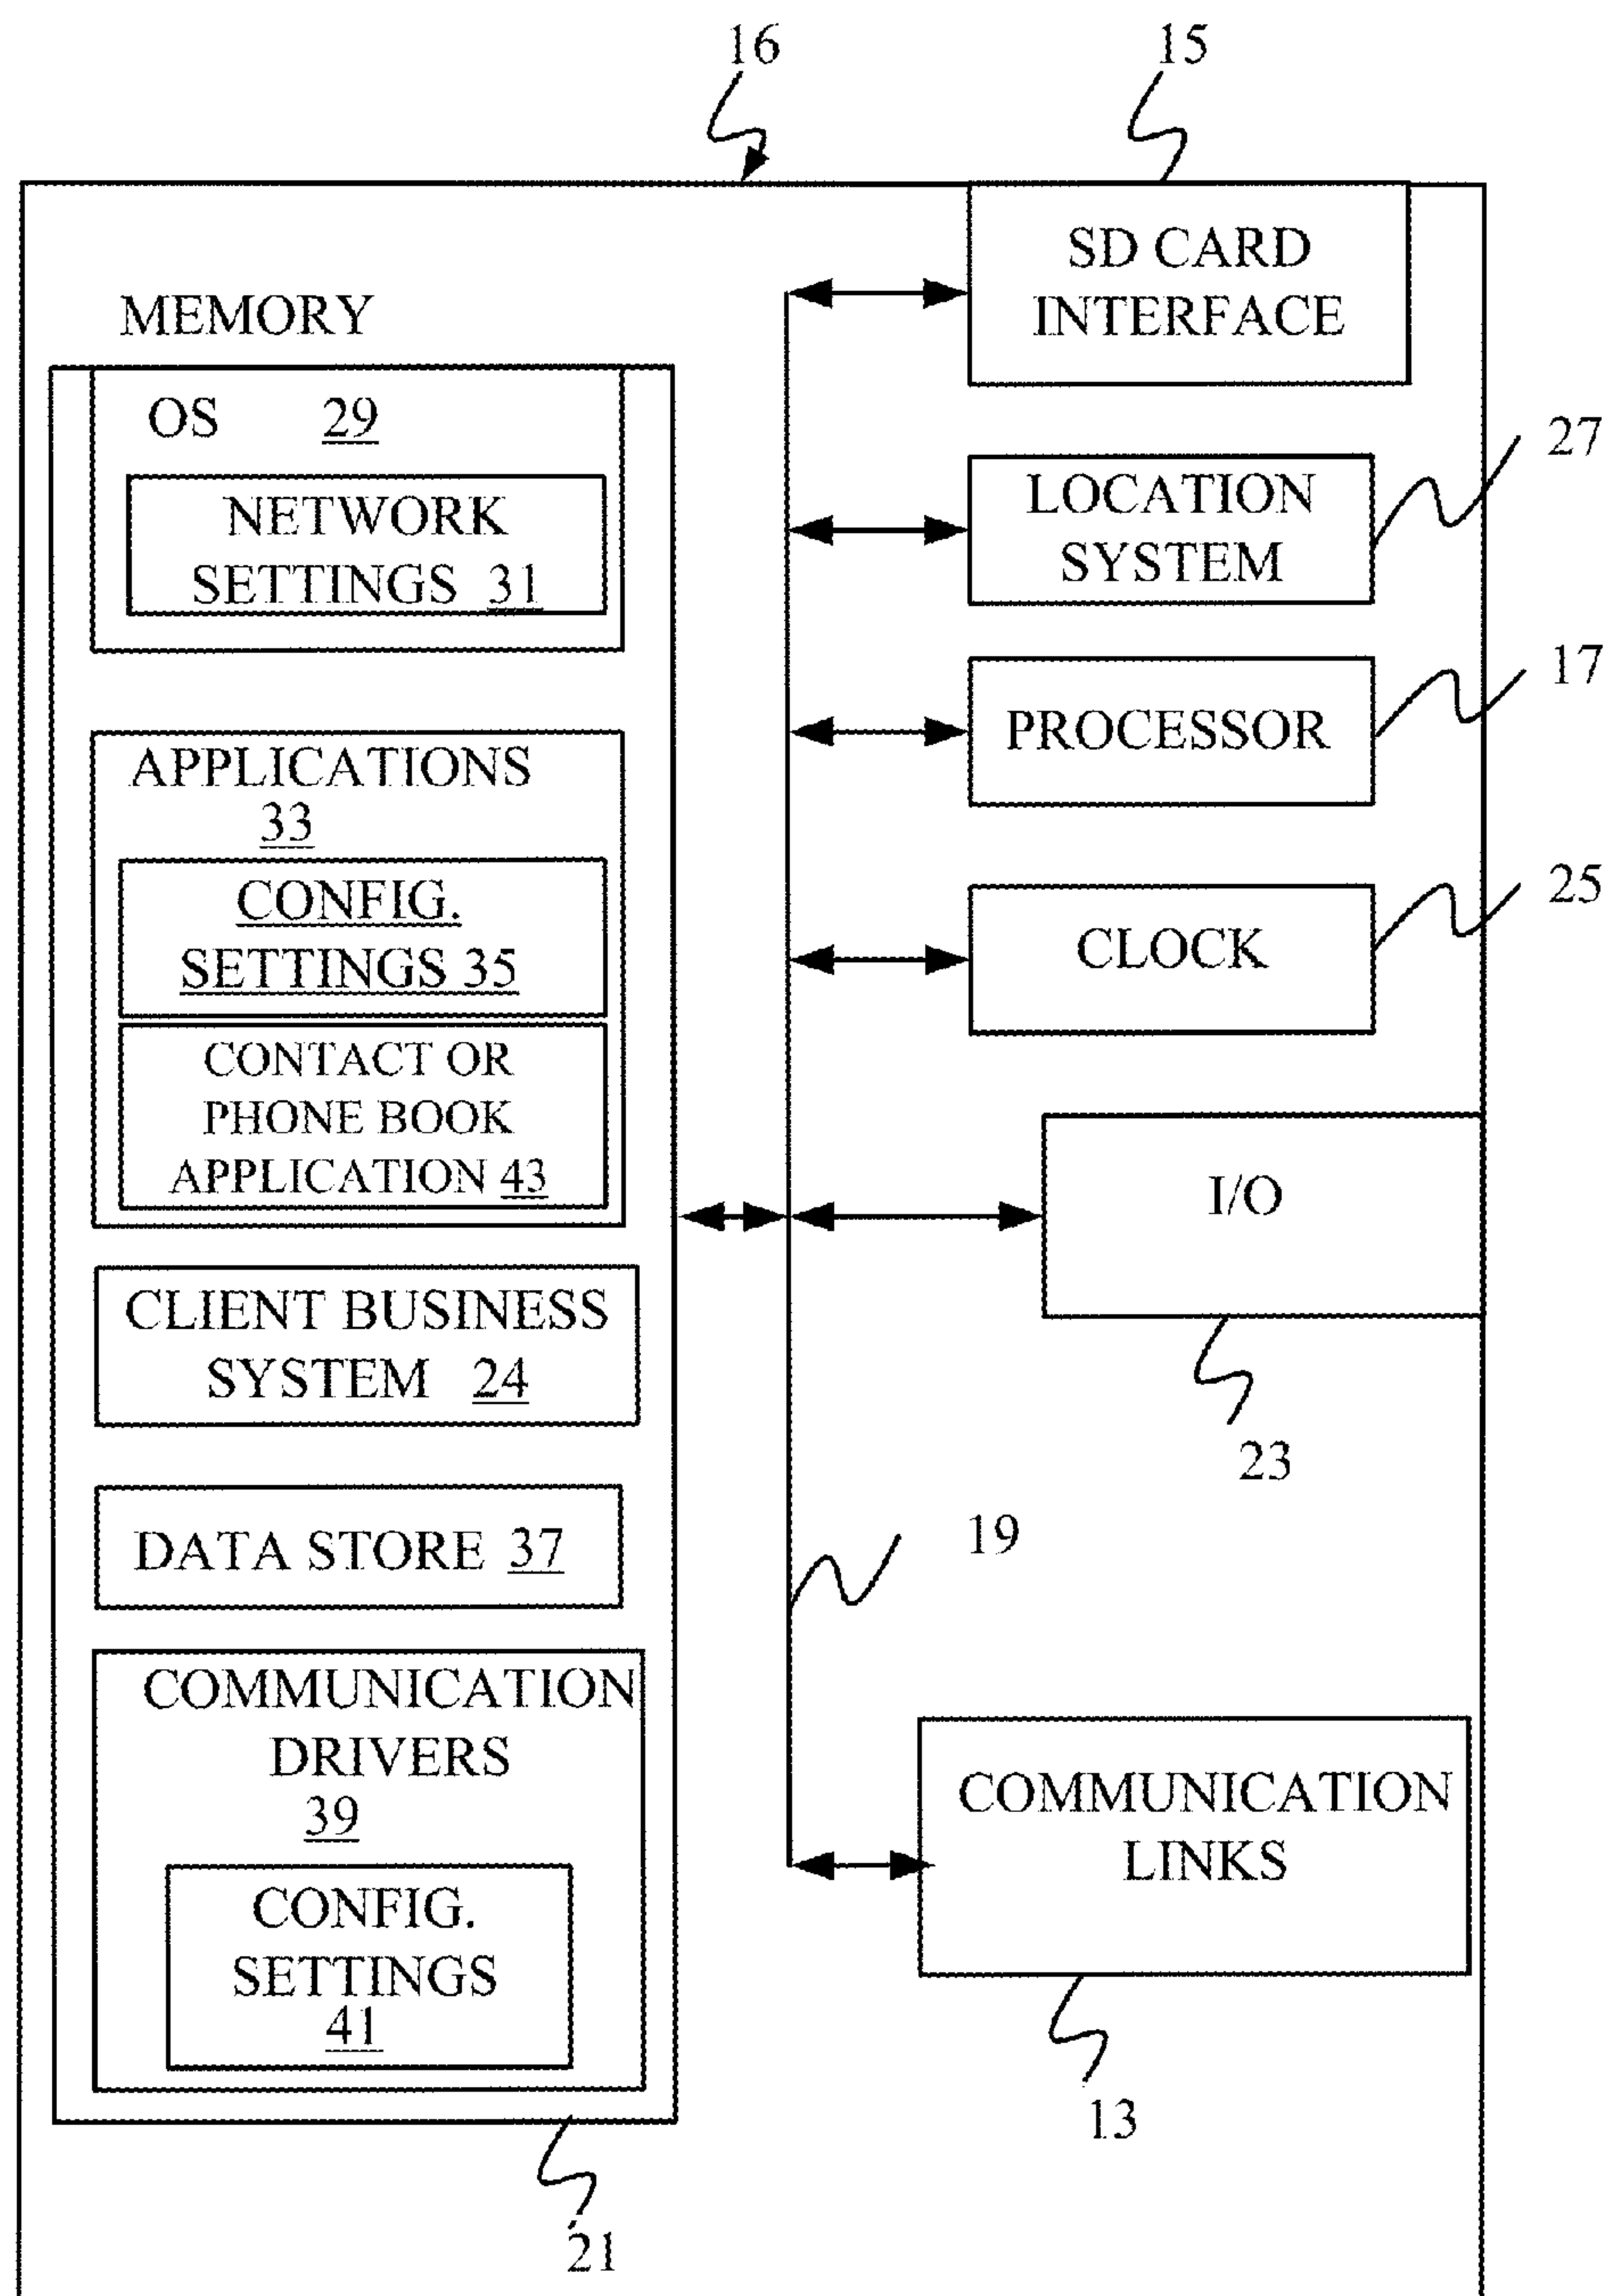 16
15
SD CARD
INTERFACE
MEMORY
OS 29
NETWORK
SETTINGS 31
27
LOCATION
SYSTEM
17
PROCESSOR
APPLICATIONS
33
CONFIG.
SETTINGS 35
25
CLOCK
CONTACT OR
PHONE BOOK
APPLICATION 43
I/O
23
CLIENT BUSINESS
SYSTEM 24
19
DATA STORE 37
COMMUNICATION
DRIVERS
39
CONFIG.
SETTINGS
41
COMMUNICATION
LINKS
13
21